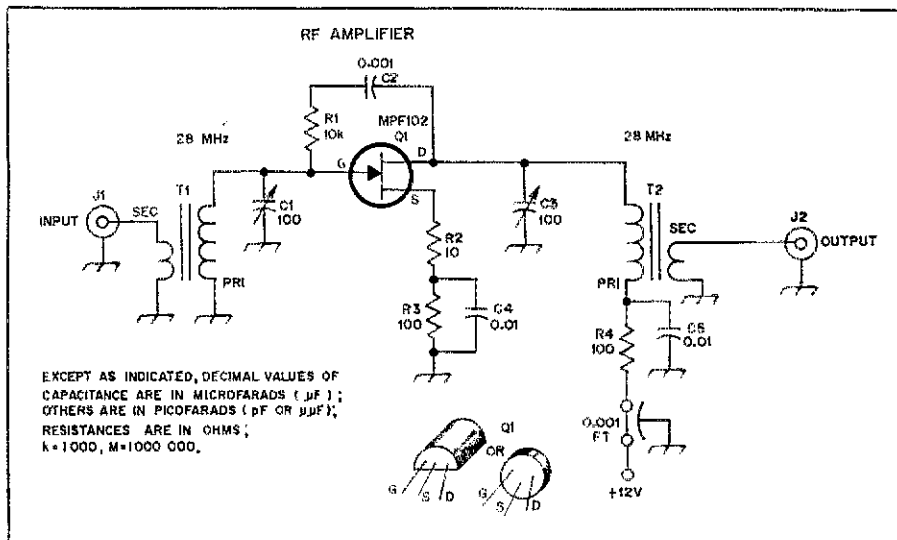 RF AMPLIFIER
0.001
C2
R1
10k
MPF102
Q1
28 MHz
28 MHz
G
D
S
J1
INPUT
SEC
T1
PRI
C1
100
C3
100
T2
SEC
PRI
J2
OUTPUT
R2
10
R3
100
C4
0.01
R4
100
C5
0.01
0.001
FT
+12V
EXCEPT AS INDICATED, DECIMAL VALUES OF
CAPACITANCE ARE IN MICROFARADS ( µF ) ;
OTHERS ARE IN PICOFARADS ( pF OR µµF);
RESISTANCES ARE IN OHMS ;
k=1000, M=1000 000.
Q1
OR
G
S
D
G
S
D